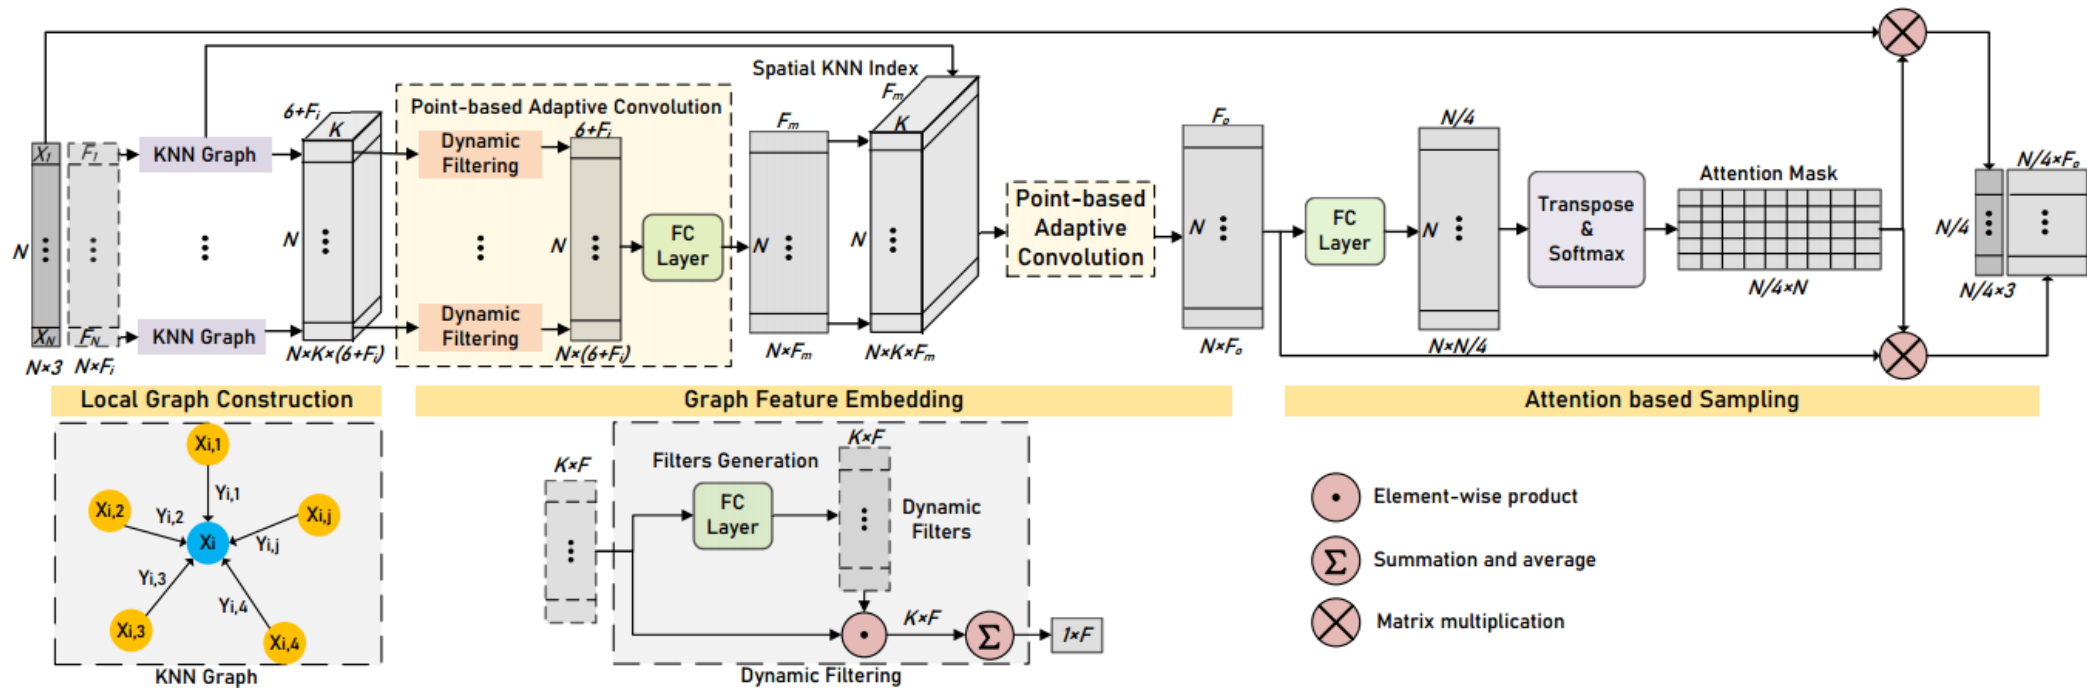 Spatial KNN Index
6+Fᵢ
K
Point-based Adaptive Convolution
Fₘ
K
Fₘ
6+Fᵢ
Fₒ
N/4
X₁
F₁
KNN Graph
Dynamic
Filtering
Attention Mask
N/4×Fₒ
Point-based
Adaptive
Convolution
Transpose
&
Softmax
N
N
N
FC
Layer
N
N
N
FC
Layer
N
N/4
X_N
F_N
KNN Graph
Dynamic
Filtering
N/4×N
N/4×3
N×3
N×Fᵢ
N×K×(6+Fᵢ)
N×(6+Fᵢ)
N×Fₘ
N×K×Fₘ
N×Fₒ
N×N/4
Local Graph Construction
Graph Feature Embedding
Attention based Sampling
Xi,1
Yi,1
Xi,2
Yi,2
Xi,j
Yi,j
Xi
Yi,3
Yi,4
Xi,3
Xi,4
KNN Graph
K×F
K×F
Filters Generation
FC
Layer
Dynamic
Filters
K×F
Σ
1×F
Dynamic Filtering
Element-wise product
Σ
Summation and average
Matrix multiplication